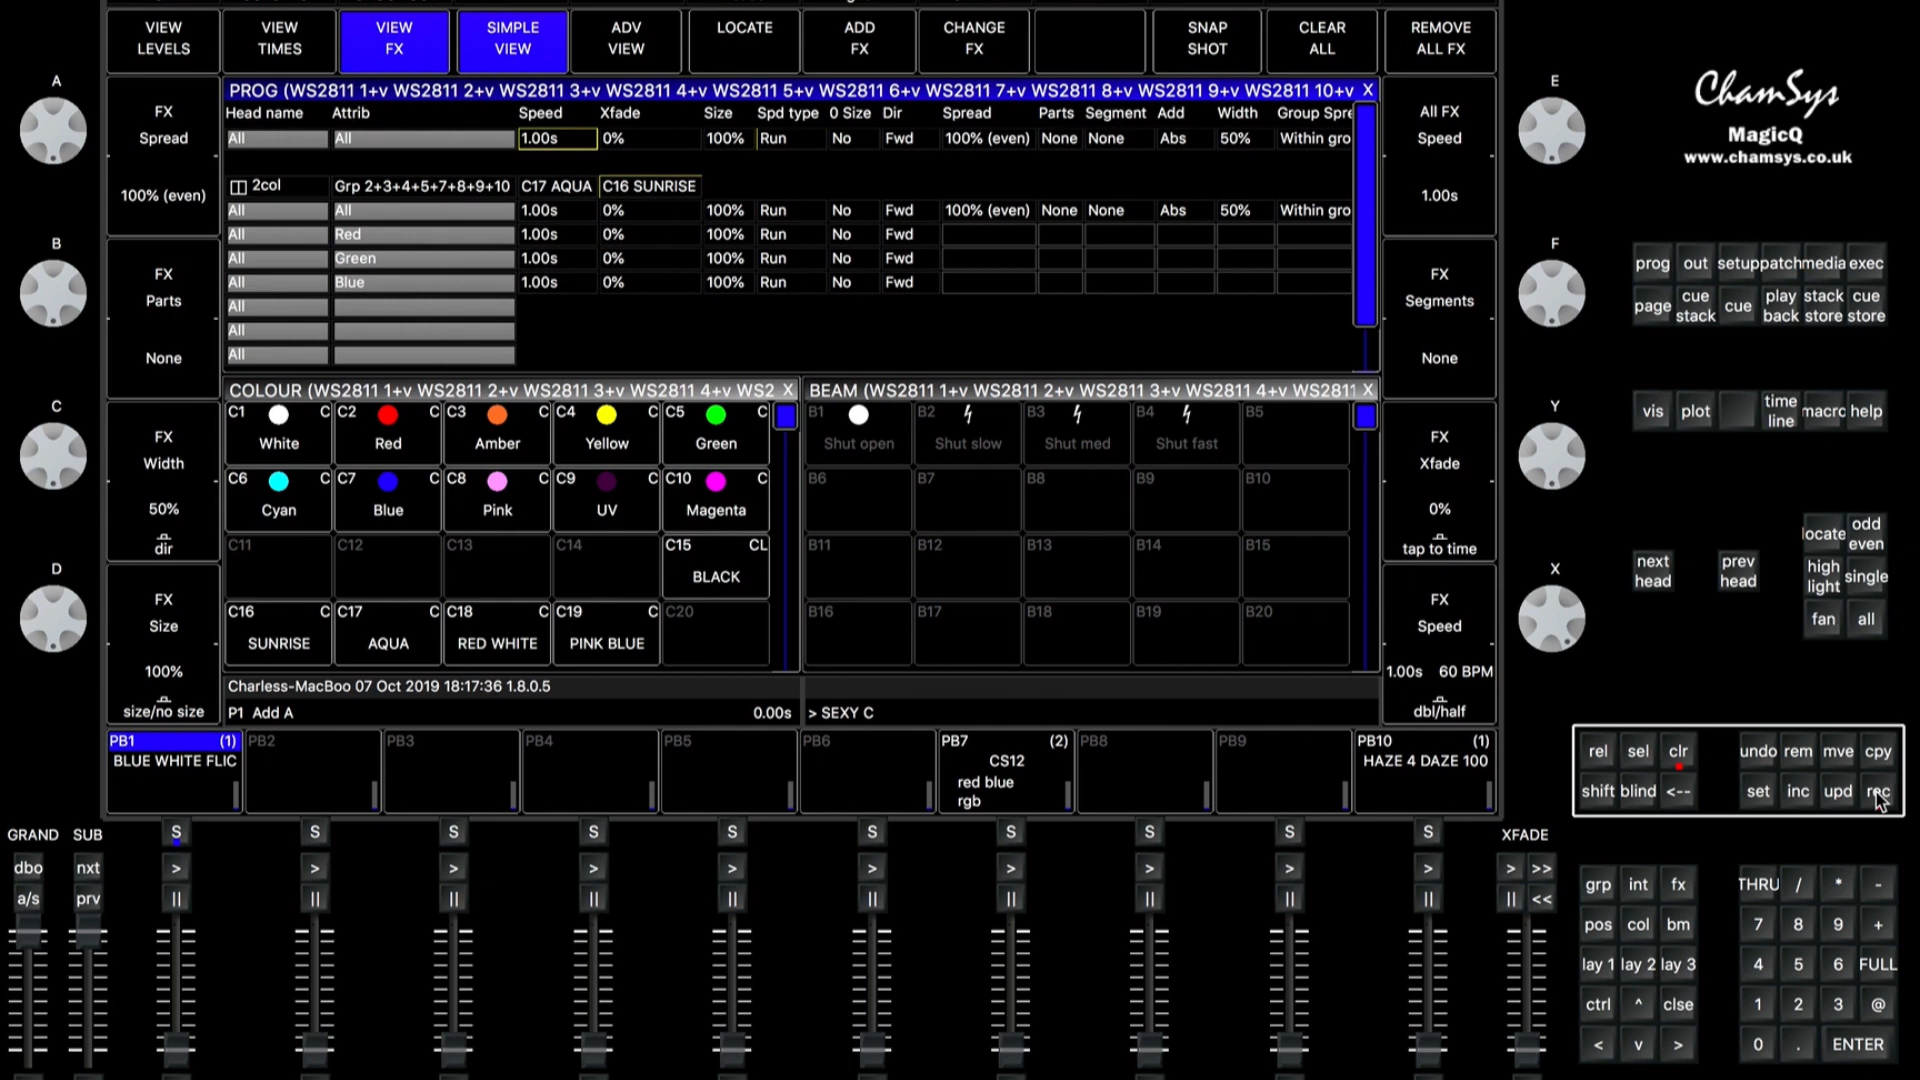 VIEW LEVELS
VIEW TIMES
VIEW FX
SIMPLE VIEW
ADV VIEW
LOCATE
ADD FX
CHANGE FX
SNAP SHOT
CLEAR ALL
REMOVE ALL FX
A
B
C
D
FX Spread
100% (even)
FX Parts
None
FX Width
50%
dir
FX Size
100%
size/no size
PROG (WS2811 1+v WS2811 2+v WS2811 3+v WS2811 4+v WS2811 5+v WS2811 6+v WS2811 7+v WS2811 8+v WS2811 9+v WS2811 10+v X
Head name Attrib Speed Xfade Size Spd type 0 Size Dir Spread Parts Segment Add Width Group Spre
All All 1.00s 0% 100% Run No Fwd 100% (even) None None Abs 50% Within gro
2col Grp 2+3+4+5+7+8+9+10 C17 AQUA C16 SUNRISE
All All 1.00s 0% 100% Run No Fwd 100% (even) None None Abs 50% Within gro
All Red 1.00s 0% 100% Run No Fwd
All Green 1.00s 0% 100% Run No Fwd
All Blue 1.00s 0% 100% Run No Fwd
All
All
All
COLOUR (WS2811 1+v WS2811 2+v WS2811 3+v WS2811 4+v WS2 X
C1 C White
C2 C Red
C3 C Amber
C4 C Yellow
C5 C Green
C6 C Cyan
C7 C Blue
C8 C Pink
C9 C UV
C10 C Magenta
C11 C12 C13 C14
C15 CL BLACK
C16 C SUNRISE
C17 C AQUA
C18 C RED WHITE
C19 C PINK BLUE
C20
BEAM (WS2811 1+v WS2811 2+v WS2811 3+v WS2811 4+v WS2811 X
B1 Shut open
B2 Shut slow
B3 Shut med
B4 Shut fast
B5
B6 B7 B8 B9 B10
B11 B12 B13 B14 B15
B16 B17 B18 B19 B20
Charless-MacBoo 07 Oct 2019 18:17:36 1.8.0.5
P1 Add A 0.00s > SEXY C
All FX Speed
1.00s
FX Segments
None
FX Xfade
0%
tap to time
FX Speed
1.00s 60 BPM
dbl/half
E
F
Y
X
PB1 (1) BLUE WHITE FLIC
PB2
PB3
PB4
PB5
PB6
PB7 (2) CS12 red blue rgb
PB8
PB9
PB10 (1) HAZE 4 DAZE 100
GRAND SUB
S S S S S S S S S S
XFADE
dbo nxt > > > > > > > > > > > >>
a/s prv || || || || || || || || || || || <<
ChamSys
MagicQ
www.chamsys.co.uk
prog out setup patch media exec
page cue stack cue play back stack store cue store
vis plot time line macro help
next head
prev head
locate odd even
high light single
fan all
rel sel clr undo rem mve cpy
shift blind <-- set inc upd rec
grp int fx THRU / * -
pos col bm 7 8 9 +
lay 1 lay 2 lay 3 4 5 6 FULL
ctrl ^ clse 1 2 3 @
< v > 0 . ENTER